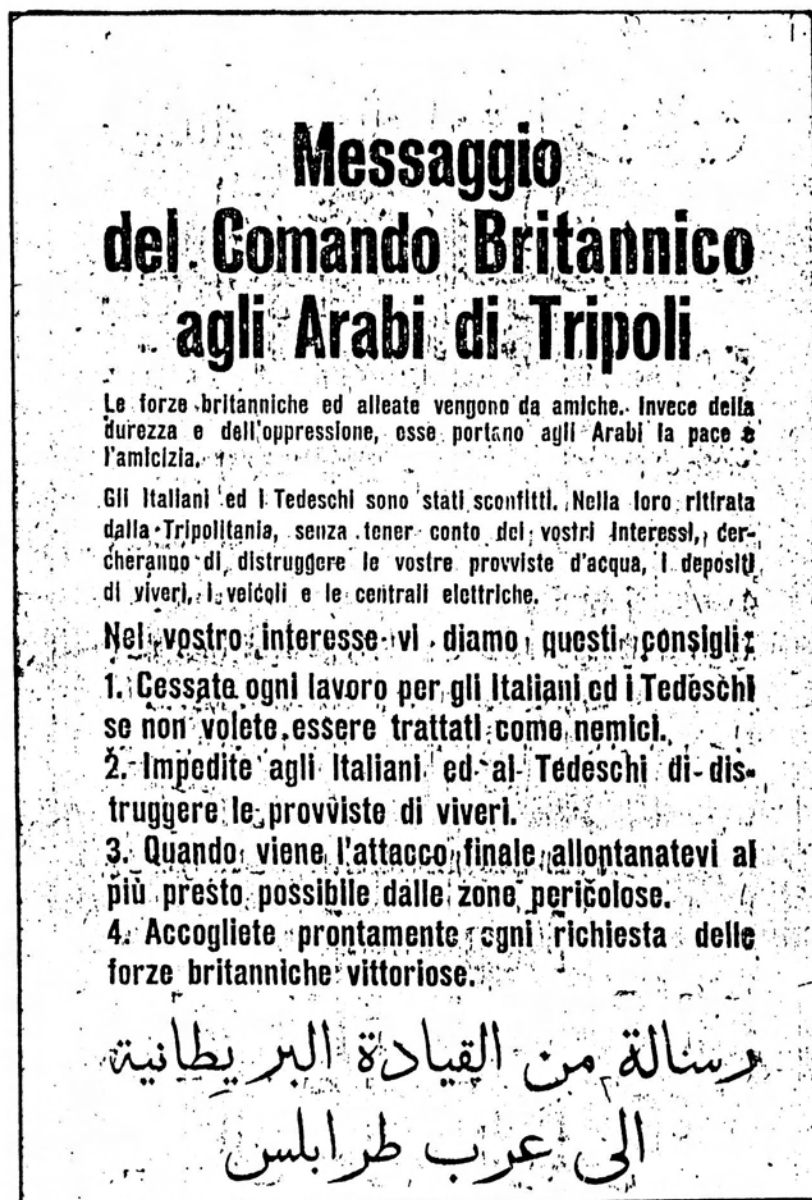 Messaggio
del Comando Britannico
agli Arabi di Tripoli
Le forze britanniche ed alleate vengono da amiche. Invece della
durezza e dell'oppressione, esse portano agli Arabi la pace e
l'amicizia.
Gli Italiani ed i Tedeschi sono stati sconfitti. Nella loro ritirata
dalla Tripolitania, senza tener conto dei vostri interessi, cer-
cheranno di distruggere le vostre provviste d'acqua, i depositi
di viveri, i veicoli e le centrali elettriche.
Nel vostro interesse vi diamo questi consigli:
1. Cessate ogni lavoro per gli Italiani ed i Tedeschi
se non volete essere trattati come nemici.
2. Impedite agli Italiani ed ai Tedeschi di dis-
truggere le provviste di viveri.
3. Quando viene l'attacco finale allontanatevi al
più presto possibile dalle zone pericolose.
4. Accogliete prontamente ogni richiesta delle
forze britanniche vittoriose.
رسالة من القيادة البريطانية
الى عرب طرابلس